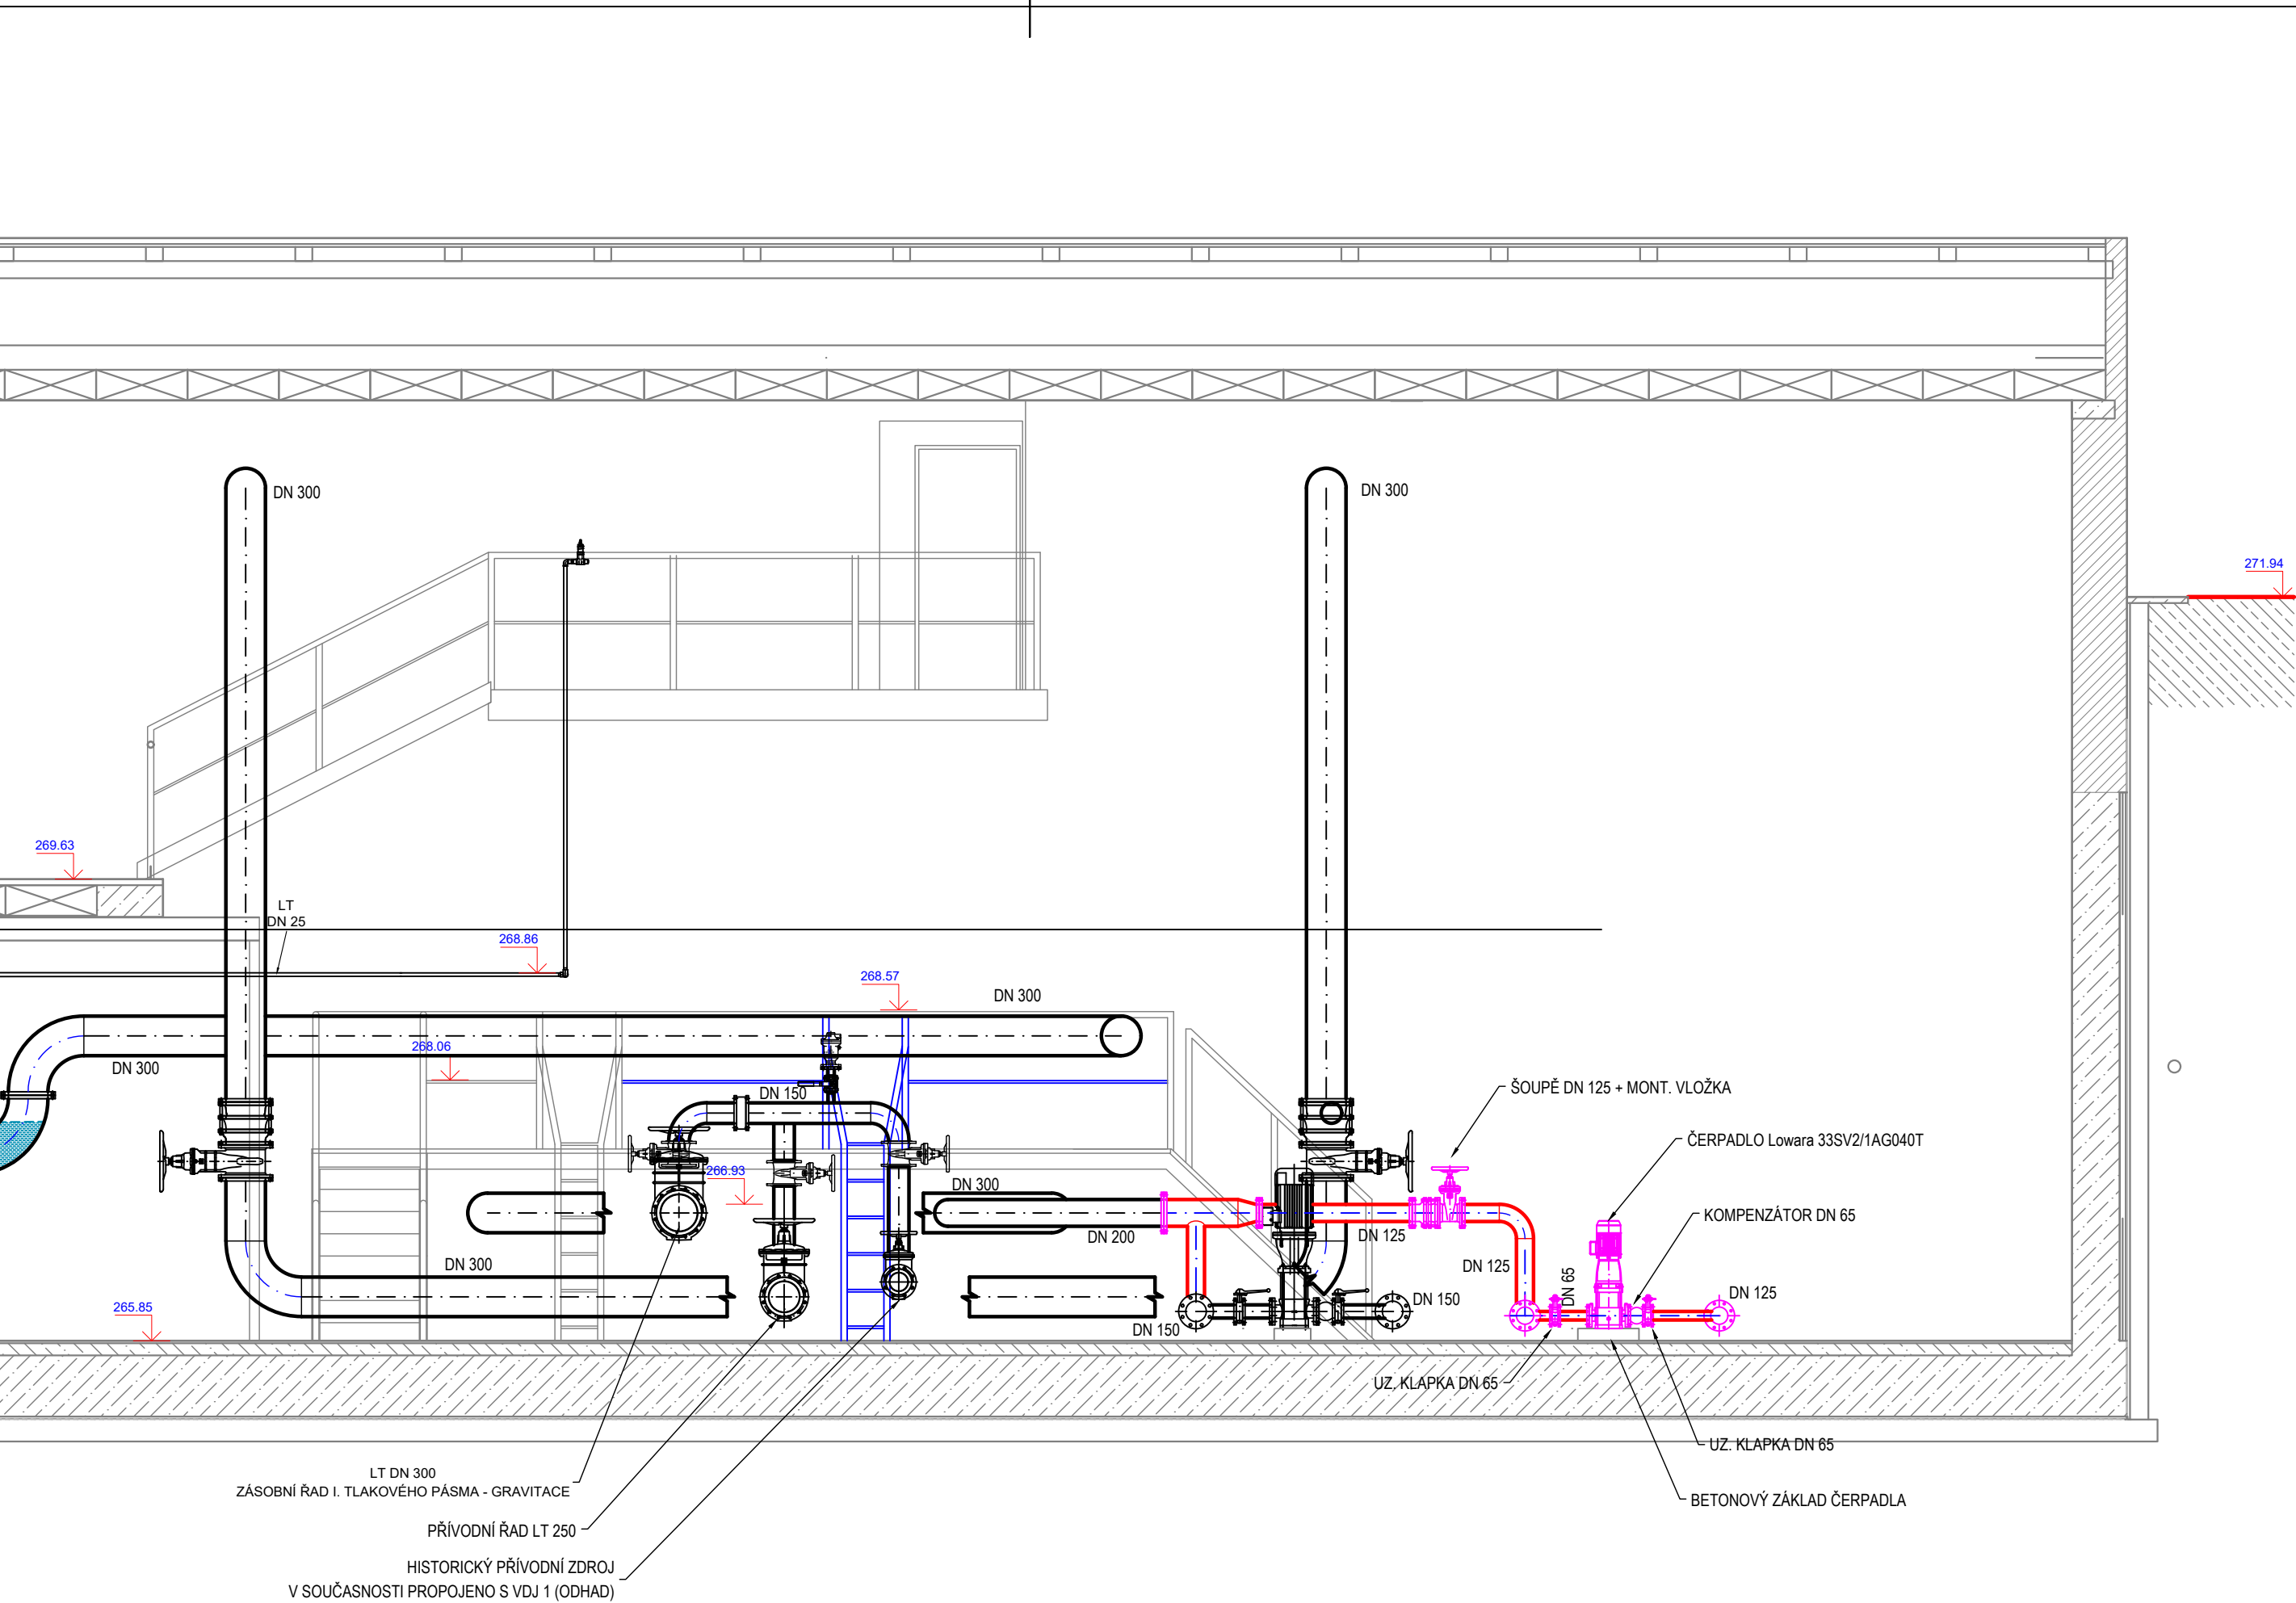 DN 300
DN 300
271.94
269.63
LT
DN 25
268.86
268.57
DN 300
268.06
DN 300
DN 150
ŠOUPĚ DN 125 + MONT. VLOŽKA
ČERPADLO Lowara 33SV2/1AG040T
266.93
DN 300
KOMPENZÁTOR DN 65
DN 200
DN 125
DN 300
DN 125
DN 65
DN 125
265.85
DN 150
DN 150
UZ. KLAPKA DN 65
UZ. KLAPKA DN 65
LT DN 300
ZÁSOBNÍ ŘAD I. TLAKOVÉHO PÁSMA - GRAVITACE
BETONOVÝ ZÁKLAD ČERPADLA
PŘÍVODNÍ ŘAD LT 250
HISTORICKÝ PŘÍVODNÍ ZDROJ
V SOUČASNOSTI PROPOJENO S VDJ 1 (ODHAD)